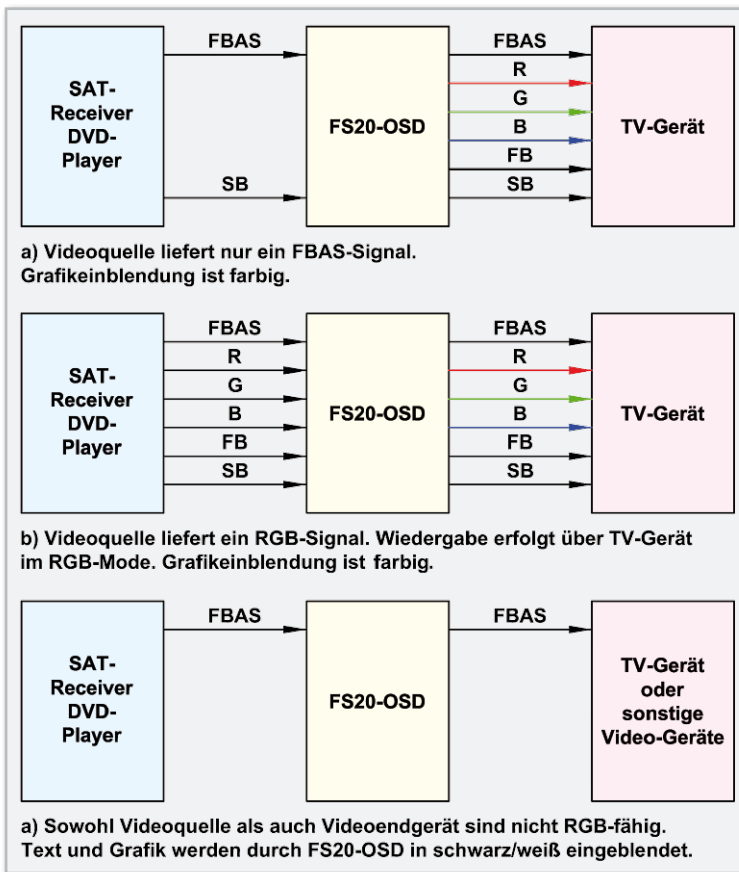 FBAS
SAT-
Receiver
DVD-
Player
SB
FS20-OSD
FBAS
R
G
B
FB
SB
TV-Gerät
a) Videoquelle liefert nur ein FBAS-Signal.
Grafikeinblendung ist farbig.
FBAS
R
G
B
FB
SB
SAT-
Receiver
DVD-
Player
FS20-OSD
FBAS
R
G
B
FB
SB
TV-Gerät
b) Videoquelle liefert ein RGB-Signal. Wiedergabe erfolgt über TV-Gerät
im RGB-Mode. Grafikeinblendung ist farbig.
FBAS
SAT-
Receiver
DVD-
Player
FS20-OSD
FBAS
TV-Gerät
oder
sonstige
Video-Geräte
a) Sowohl Videoquelle als auch Videoendgerät sind nicht RGB-fähig.
Text und Grafik werden durch FS20-OSD in schwarz/weiß eingeblendet.